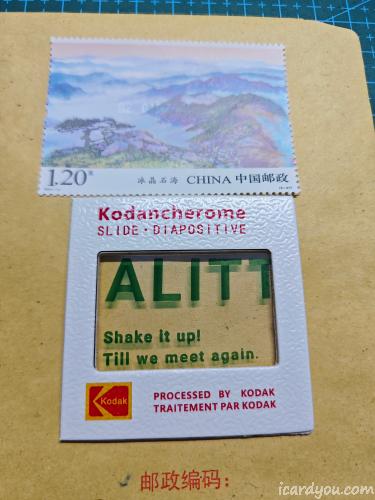 1.20元
冰晶石海 CHINA 中国邮政
Kodancherome
SLIDE · DIAPOSITIVE
ALITT
Shake it up!
Till we meet again.
Kodak
PROCESSED BY KODAK
TRAITEMENT PAR KODAK
邮政编码：
icardyou.com